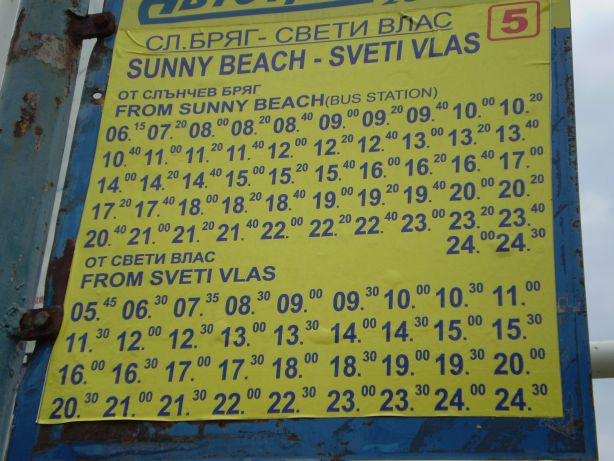 СЛ.БРЯГ- СВЕТИ ВЛАС
5
SUNNY BEACH - SVETI VLAS
ОТ СЛЪНЧЕВ БРЯГ
FROM SUNNY BEACH(BUS STATION)
06.15 07.20 08.00 08.20 08.40 09.00 09.20 09.40 10.00 10.20
10.40 11.00 11.20 11.40 12.00 12.20 12.40 13.00 13.20 13.40
14.00 14.20 14.40 15.00 15.20 15.40 16.00 16.20 16.40 17.00
17.20 17.40 18.00 18.20 18.40 19.00 19.20 19.40 20.00 20.20
20.40 21.00 21.20 21.40 22.00 22.20 22.40 23.00 23.20 23.40
24.00 24.30
ОТ СВЕТИ ВЛАС
FROM SVETI VLAS
05.45 06.30 07.35 08.30 09.00 09.30 10.00 10.30 11.00
11.30 12.00 12.30 13.00 13.30 14.00 14.30 15.00 15.30
16.00 16.30 17.00 17.30 18.00 18.30 19.00 19.30 20.00
20.30 21.00 21.30 22.00 22.30 23.00 23.30 24.00 24.30